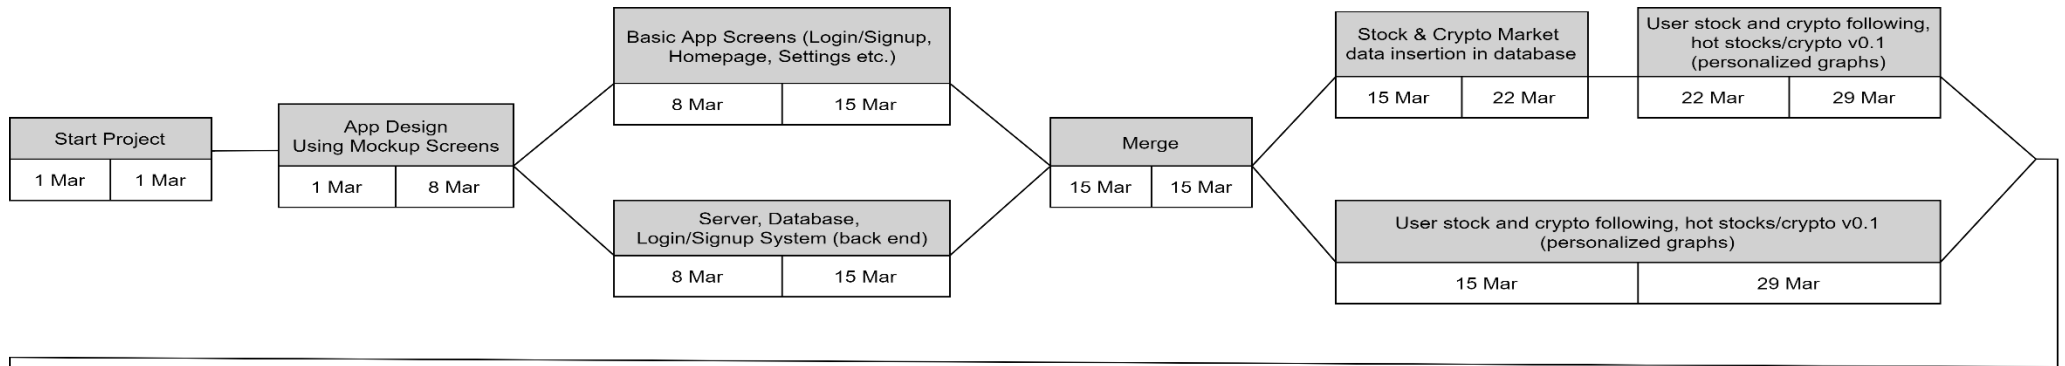 Start Project
1 Mar 1 Mar
App Design
Using Mockup Screens
1 Mar 8 Mar
Basic App Screens (Login/Signup,
Homepage, Settings etc.)
8 Mar 15 Mar
Server, Database,
Login/Signup System (back end)
8 Mar 15 Mar
Merge
15 Mar 15 Mar
Stock & Crypto Market
data insertion in database
15 Mar 22 Mar
User stock and crypto following,
hot stocks/crypto v0.1
(personalized graphs)
22 Mar 29 Mar
User stock and crypto following, hot stocks/crypto v0.1
(personalized graphs)
15 Mar 29 Mar